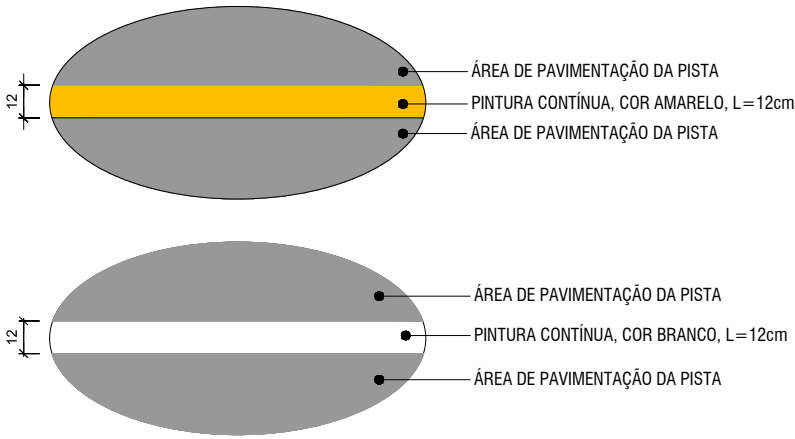 ÁREA DE PAVIMENTAÇÃO DA PISTA
12
PINTURA CONTÍNUA, COR AMARELO, L=12cm
ÁREA DE PAVIMENTAÇÃO DA PISTA
ÁREA DE PAVIMENTAÇÃO DA PISTA
12
PINTURA CONTÍNUA, COR BRANCO, L=12cm
ÁREA DE PAVIMENTAÇÃO DA PISTA